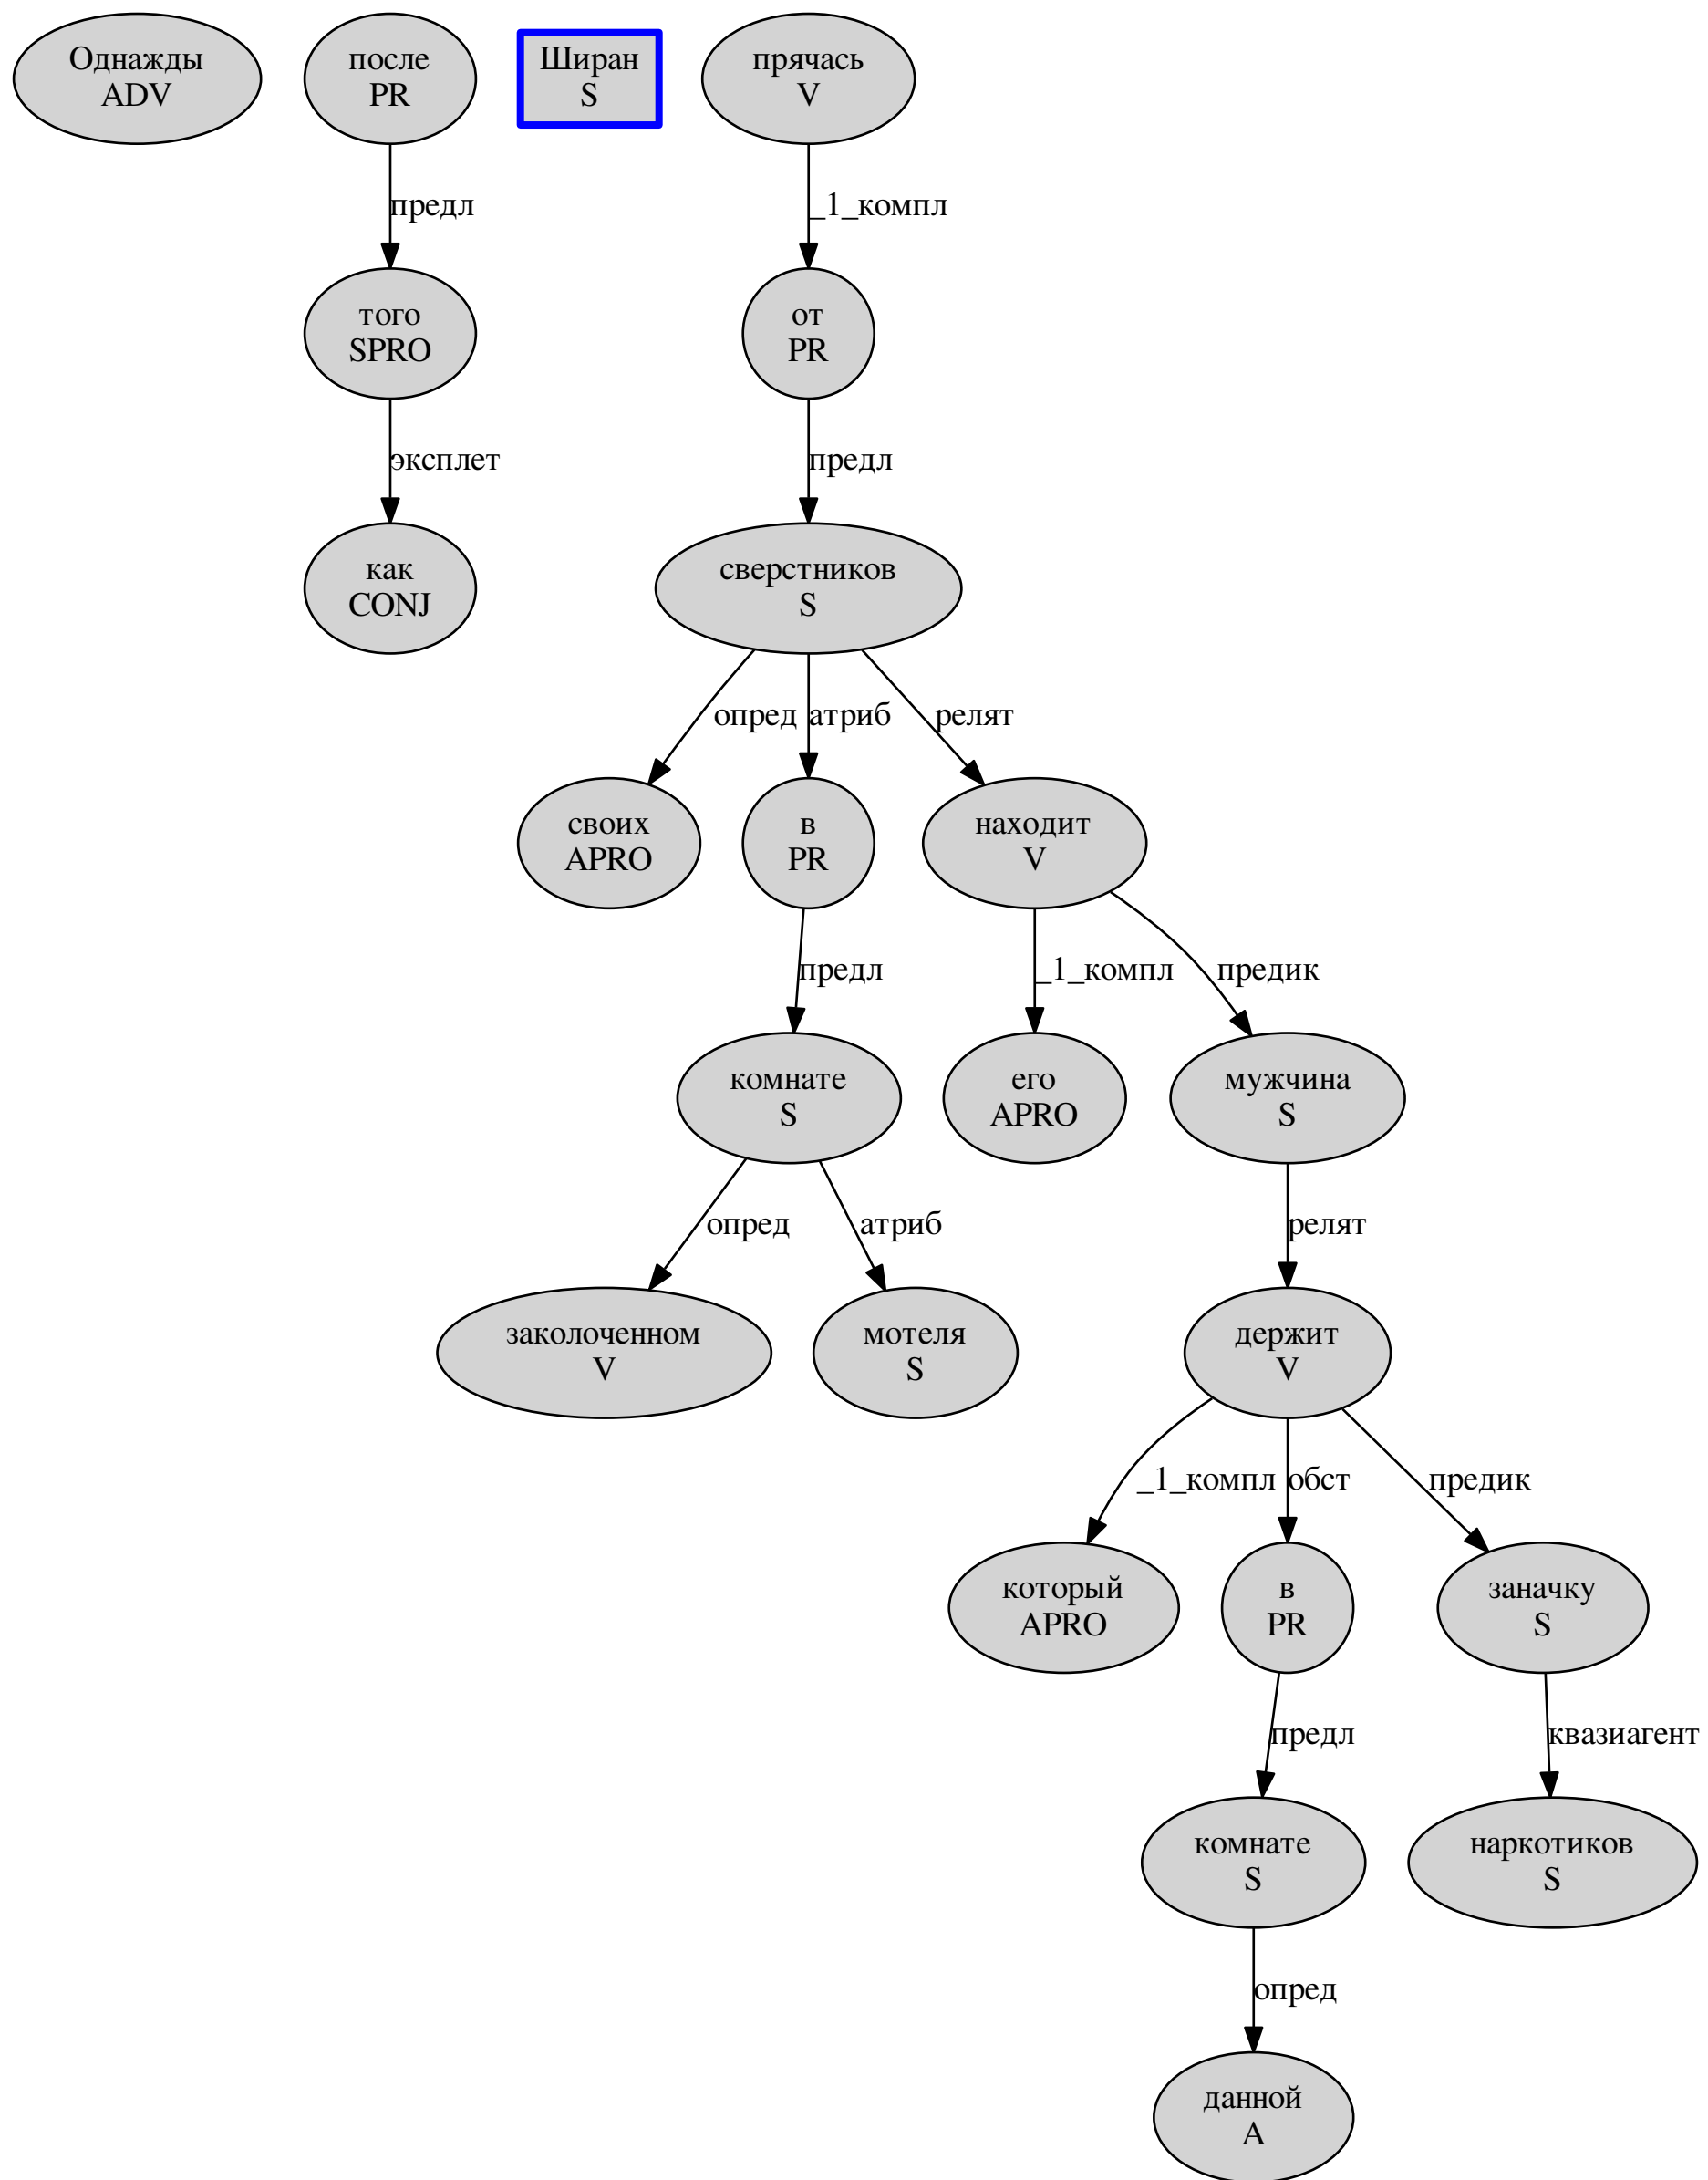 Однажды
ADV
после
PR
Ширан
S
прячась
V
предл
_1_компл
того
SPRO
от
PR
эксплет
предл
как
CONJ
сверстников
S
опред
атриб
релят
своих
APRO
в
PR
находит
V
предл
_1_компл
предик
комнате
S
его
APRO
мужчина
S
опред
атриб
релят
заколоченном
V
мотеля
S
держит
V
_1_компл
обст
предик
который
APRO
в
PR
заначку
S
предл
квазиагент
комнате
S
наркотиков
S
опред
данной
A